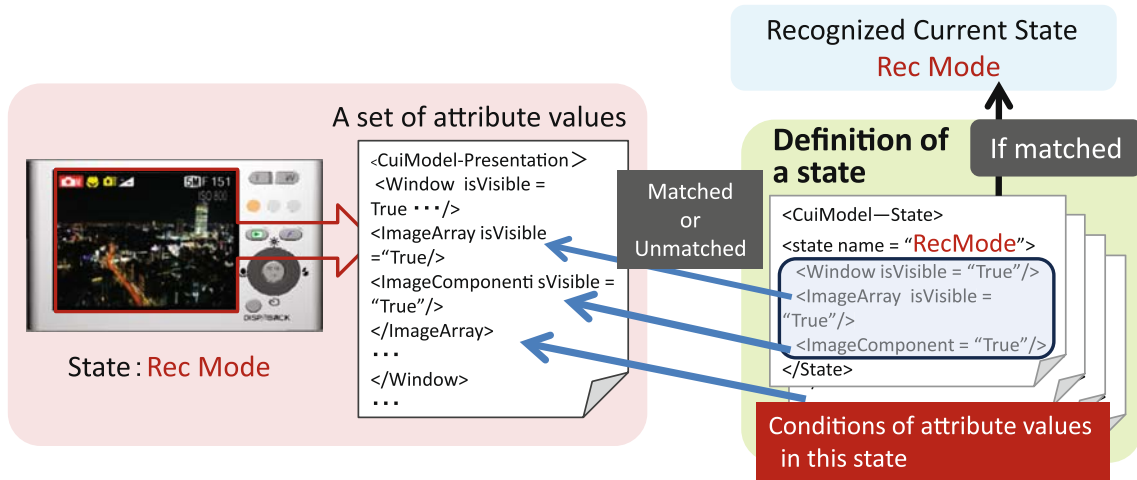 Recognized Current State
Rec Mode
A set of attribute values
<CuiModel-Presentation＞
<Window isVisible =
True ･･･/>
<ImageArray isVisible
=“True/>
<ImageComponenti sVisible =
“True”/>
</ImageArray>
･･･
</Window>
･･･
5M F 151
ISO 800
DISP/BACK
State : Rec Mode
Matched
or
Unmatched
Definition of
a state
If matched
<CuiModel—State>
<state name = “RecMode”>
<Window isVisible = “True”/>
<ImageArray isVisible =
“True”/>
<ImageComponent = “True”/>
</State>
Conditions of attribute values
in this state